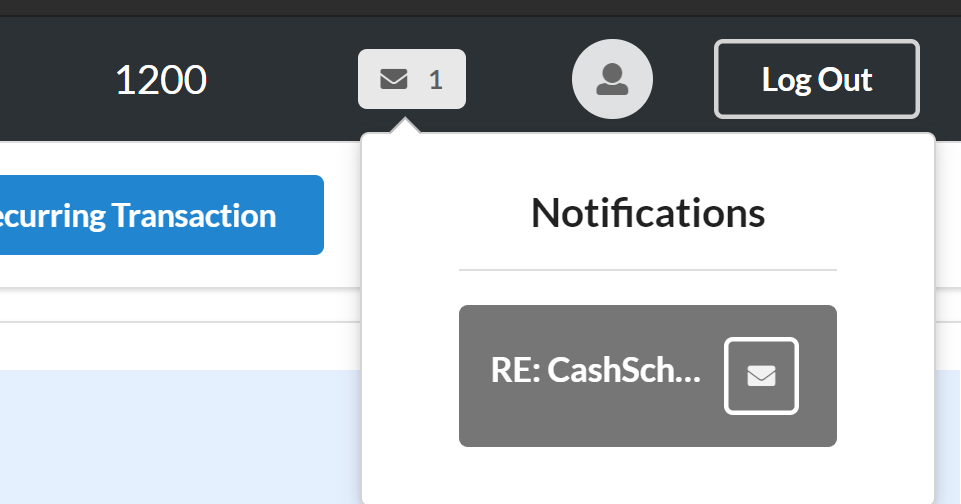 1200
1
Log Out
ecurring Transaction
Notifications
RE: CashSch...